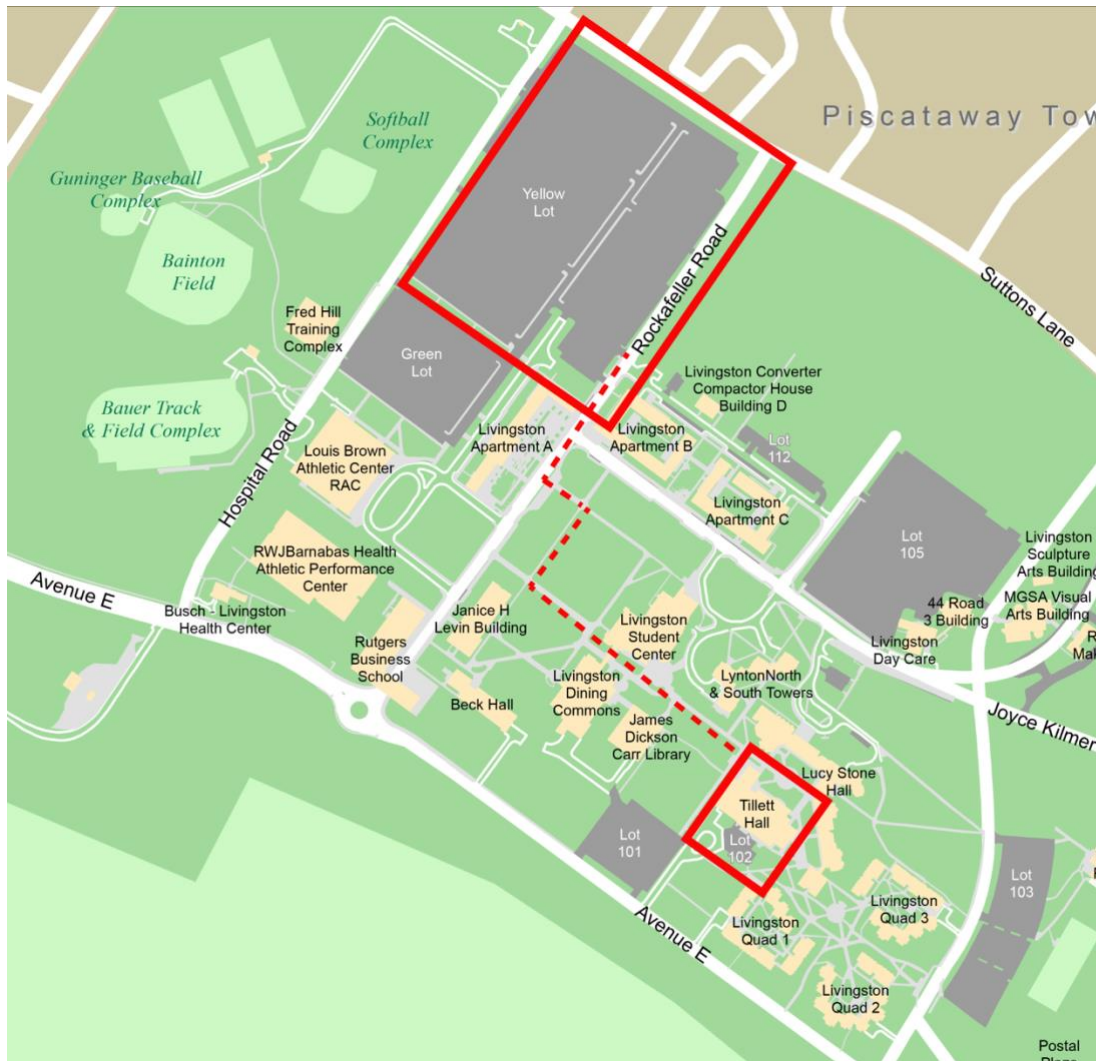 Piscataway Tow
Softball
Complex
Guninger Baseball
Complex
Yellow
Lot
Bainton
Field
Suttons Lane
Rockafeller Road
Fred Hill
Training
Complex
Green
Lot
Livingston Converter
Compactor House
Building D
Bauer Track
& Field Complex
Hospital Road
Livingston
Apartment A
Livingston
Apartment B
Lot
112
Louis Brown
Athletic Center
RAC
Livingston
Apartment C
Lot
105
Livingston
Sculpture
Arts Building
RWJBarnabas Health
Athletic Performance
Center
Avenue E
Busch - Livingston
Health Center
Janice H
Levin Building
Livingston
Student
Center
44 Road
3 Building
MGSA Visual
Arts Building
R
Mak
Livingston
Day Care
Rutgers
Business
School
Livingston
Dining
Commons
LyntonNorth
& South Towers
Beck Hall
Joyce Kilmer
James
Dickson
Carr Library
Lucy Stone
Hall
Tillett
Hall
Lot
101
Lot
102
Lot
103
Livingston
Quad 3
Avenue E
Livingston
Quad 1
Livingston
Quad 2
Postal